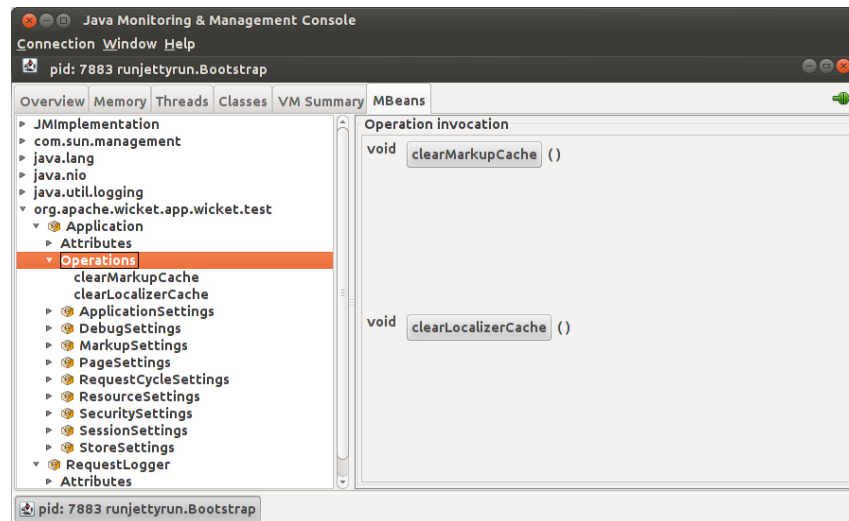 Java Monitoring & Management Console
Connection Window Help
pid: 7883 runjettyrun.Bootstrap
Overview Memory Threads Classes VM Summary MBeans
JMImplementation
com.sun.management
java.lang
java.nio
java.util.logging
org.apache.wicket.app.wicket.test
Application
Attributes
Operations
clearMarkupCache
clearLocalizerCache
ApplicationSettings
DebugSettings
MarkupSettings
PageSettings
RequestCycleSettings
ResourceSettings
SecuritySettings
SessionSettings
StoreSettings
RequestLogger
Attributes
Operation invocation
void clearMarkupCache ()
void clearLocalizerCache ()
pid: 7883 runjettyrun.Bootstrap